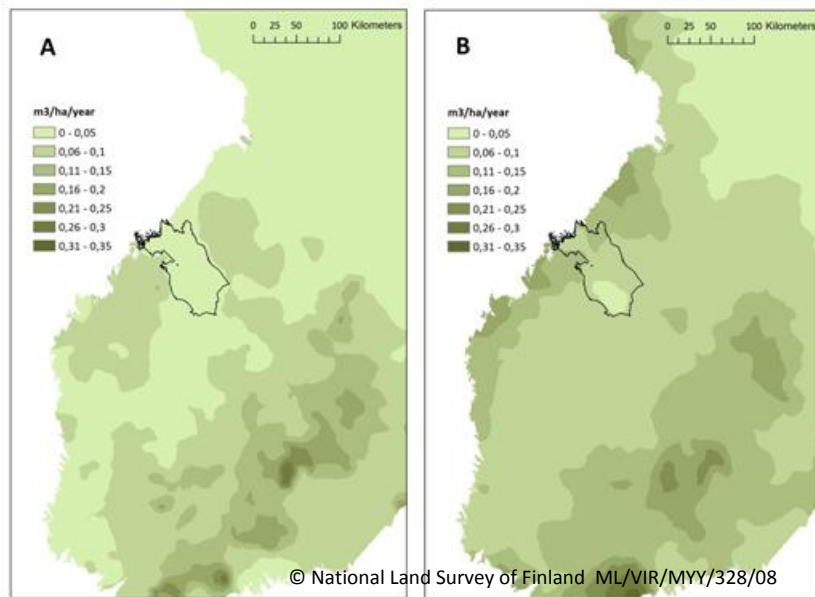 0 25 50 100 Kilometers
A
m3/ha/year
0 - 0,05
0,06 - 0,1
0,11 - 0,15
0,16 - 0,2
0,21 - 0,25
0,26 - 0,3
0,31 - 0,35
0 25 50 100 Kilometers
B
m3/ha/year
0 - 0,05
0,06 - 0,1
0,11 - 0,15
0,16 - 0,2
0,21 - 0,25
0,26 - 0,3
0,31 - 0,35
© National Land Survey of Finland ML/VIR/MYY/328/08